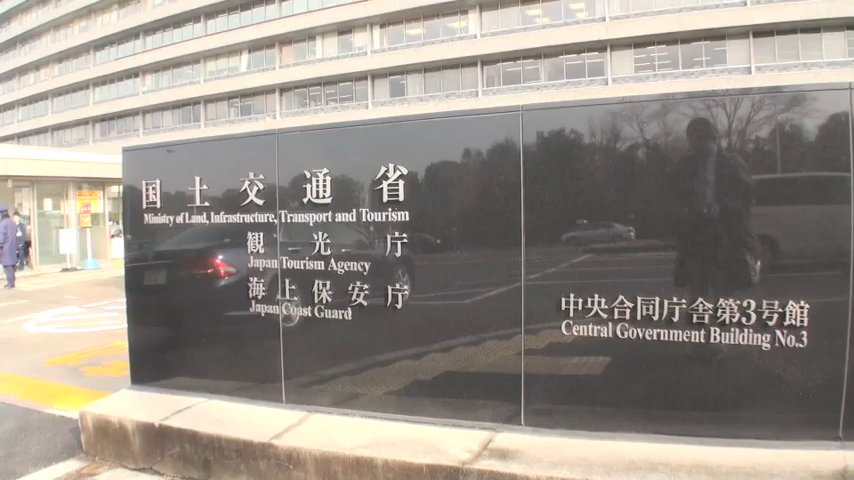 国土交通省
Ministry of Land, Infrastructure, Transport and Tourism
観光庁
Japan Tourism Agency
海上保安庁
Japan Coast Guard
中央合同庁舎第3号館
Central Government Building No.3